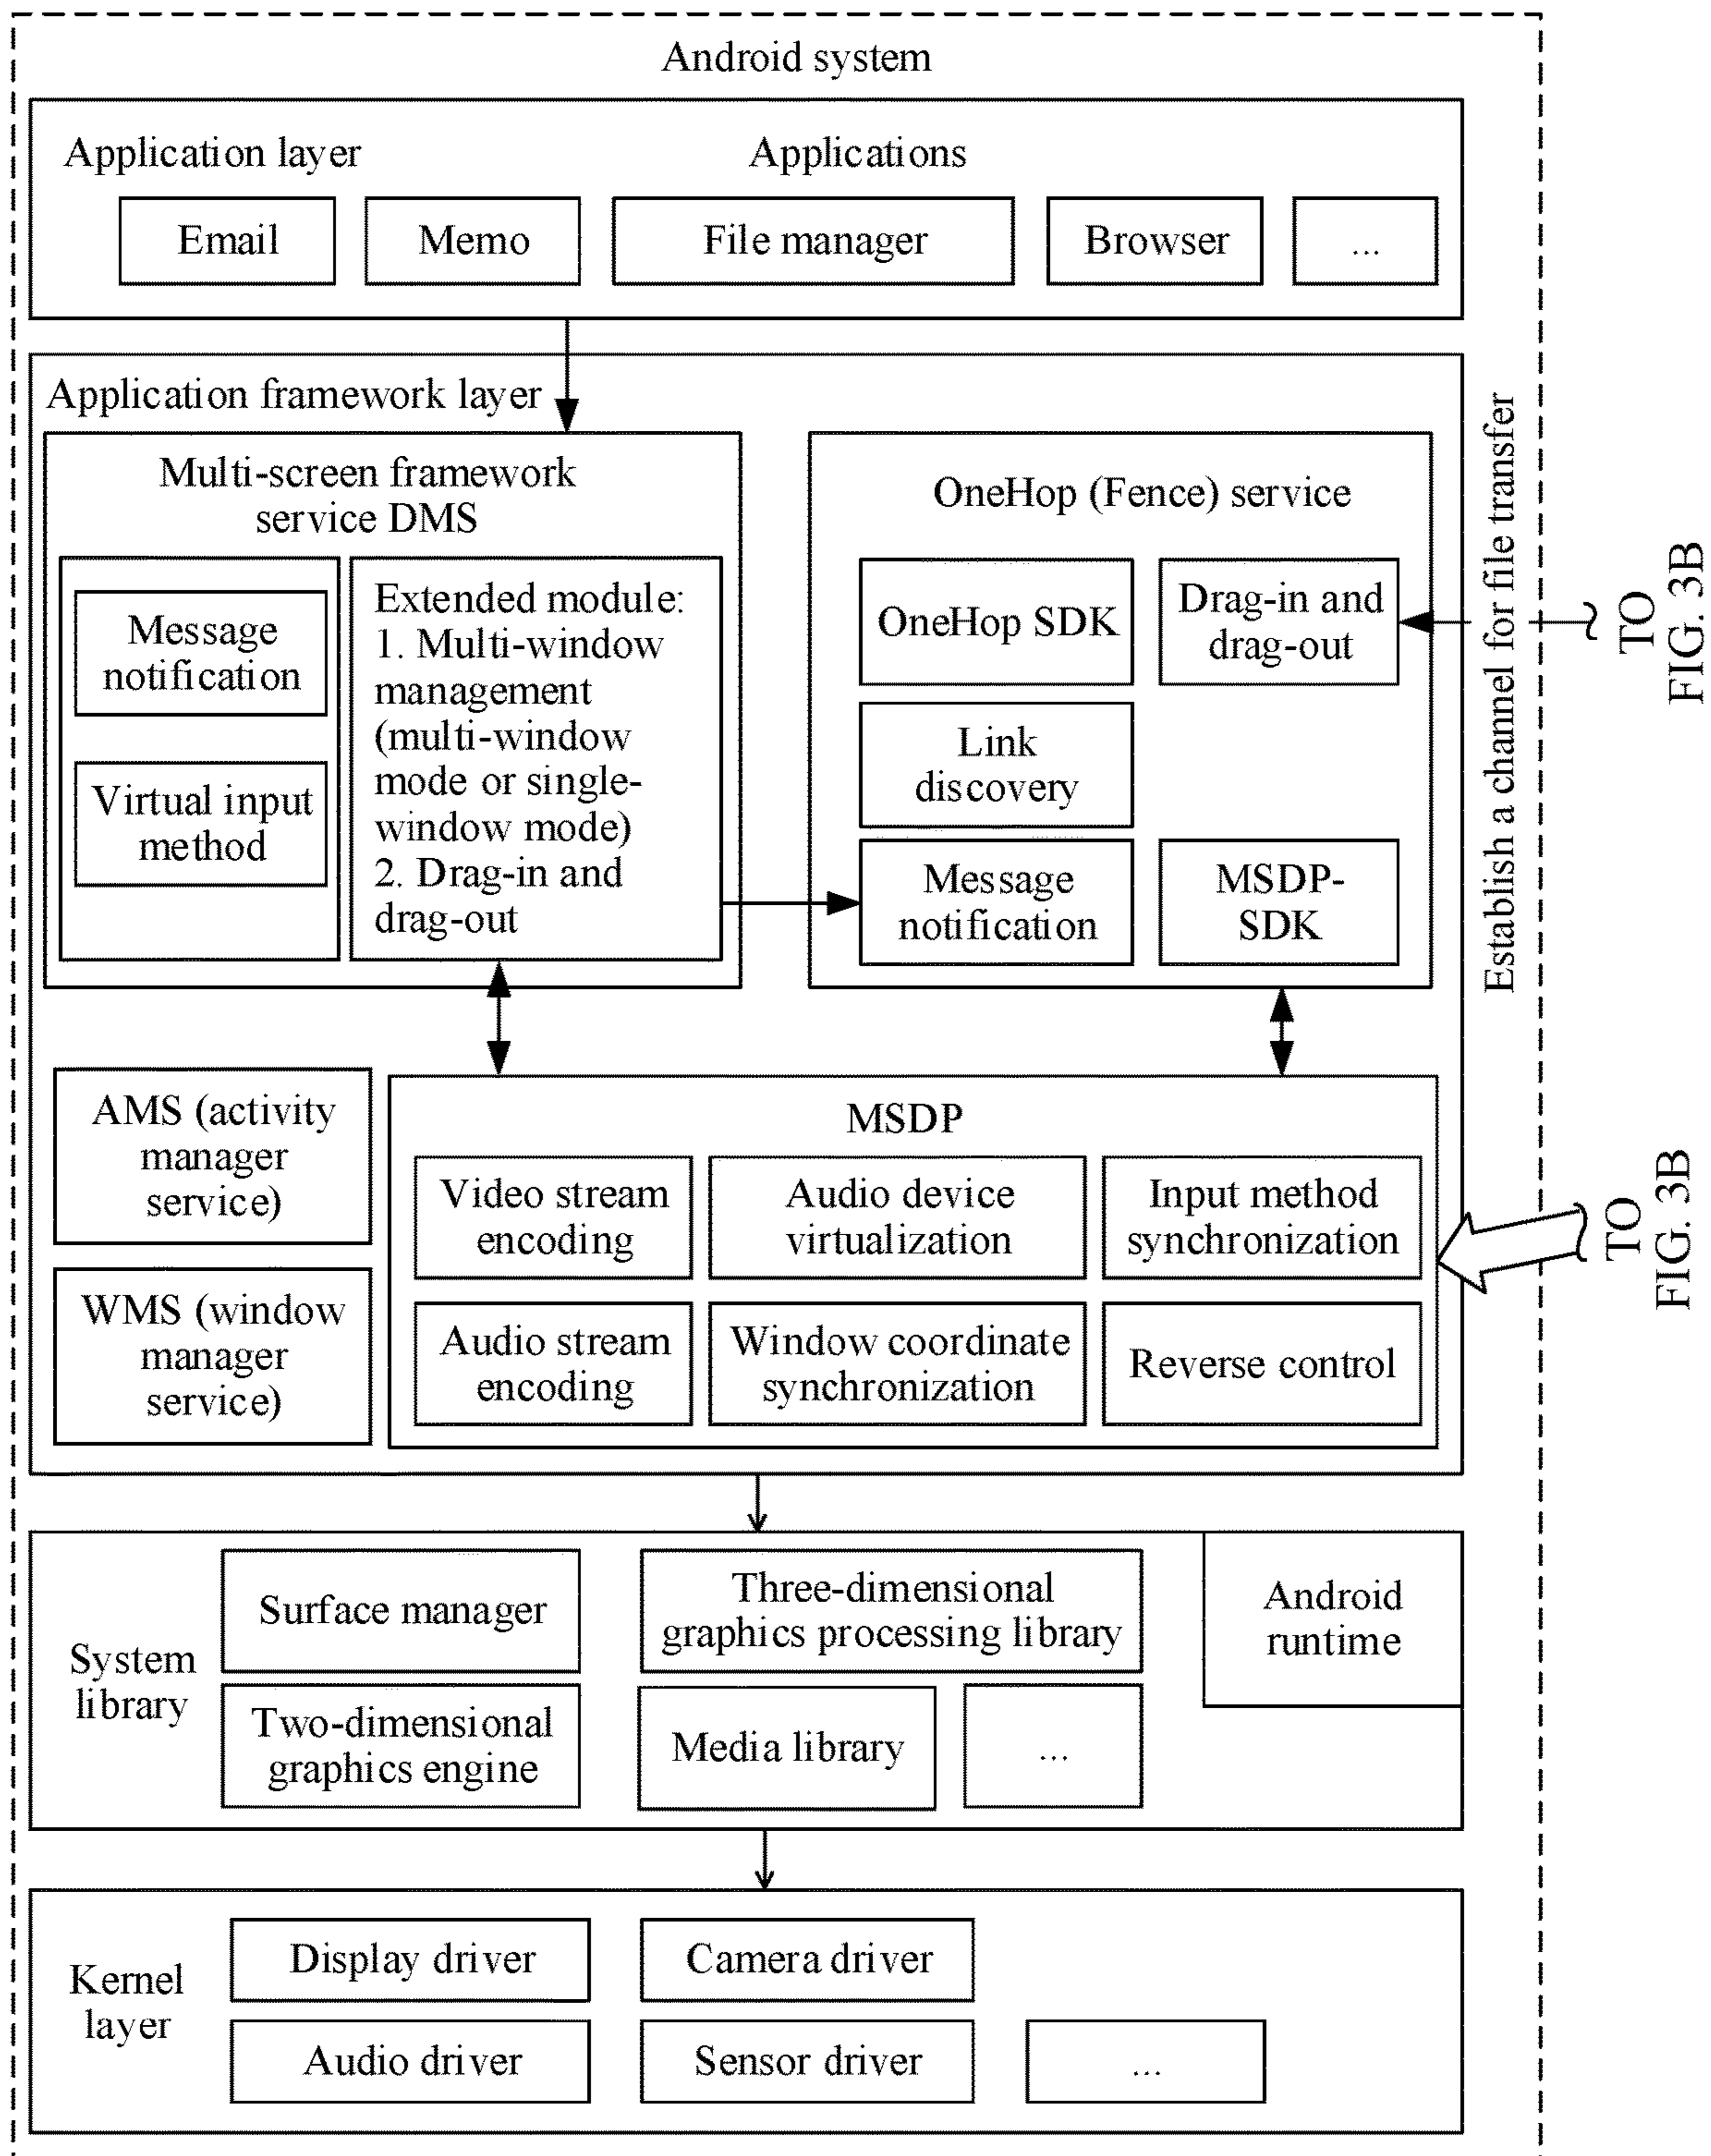 Android system
Application layer
Applications
Email
Memo
File manager
Browser
...
Application framework layer
Multi-screen framework
service DMS
Message
notification
Virtual input
method
Extended module:
1. Multi-window
management
(multi-window
mode or single-
window mode)
2. Drag-in and
drag-out
OneHop (Fence) service
OneHop SDK
Drag-in and
drag-out
Link
discovery
Message
notification
MSDP-
SDK
Establish a channel for file transfer
TO
FIG. 3B
AMS (activity
manager
service)
WMS (window
manager
service)
MSDP
Video stream
encoding
Audio device
virtualization
Input method
synchronization
Audio stream
encoding
Window coordinate
synchronization
Reverse control
TO
FIG. 3B
System
library
Surface manager
Three-dimensional
graphics processing library
Android
runtime
Two-dimensional
graphics engine
Media library
...
Kernel
layer
Display driver
Camera driver
Audio driver
Sensor driver
...